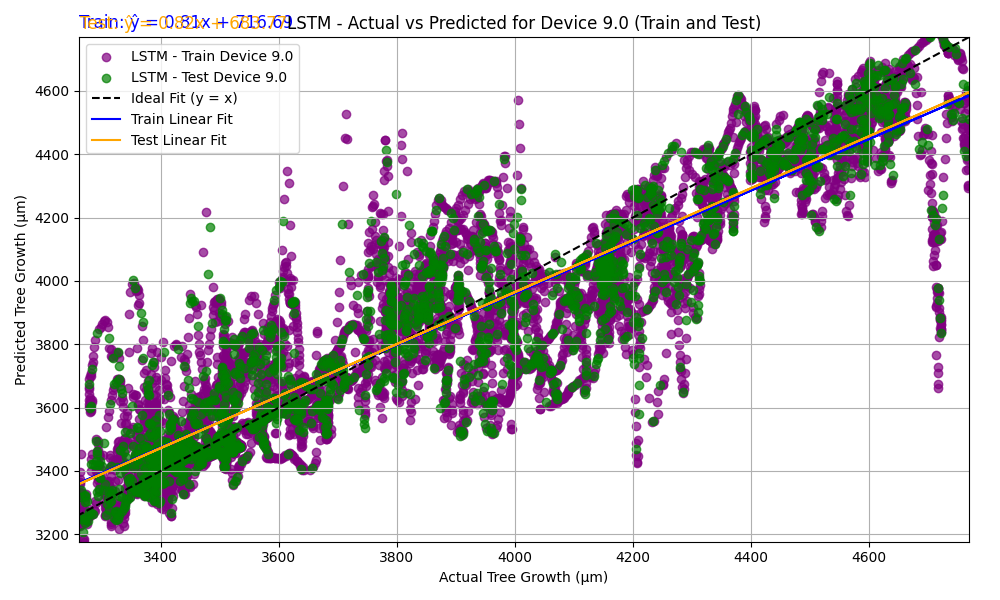 Train: ŷ = 0.81x + 716.69
LSTM - Actual vs Predicted for Device 9.0 (Train and Test)
LSTM - Train Device 9.0
LSTM - Test Device 9.0
Ideal Fit (y = x)
Train Linear Fit
Test Linear Fit
4600
4400
4200
4000
3800
3600
3400
3200
Predicted Tree Growth (μm)
3400 3600 3800 4000 4200 4400 4600
Actual Tree Growth (μm)